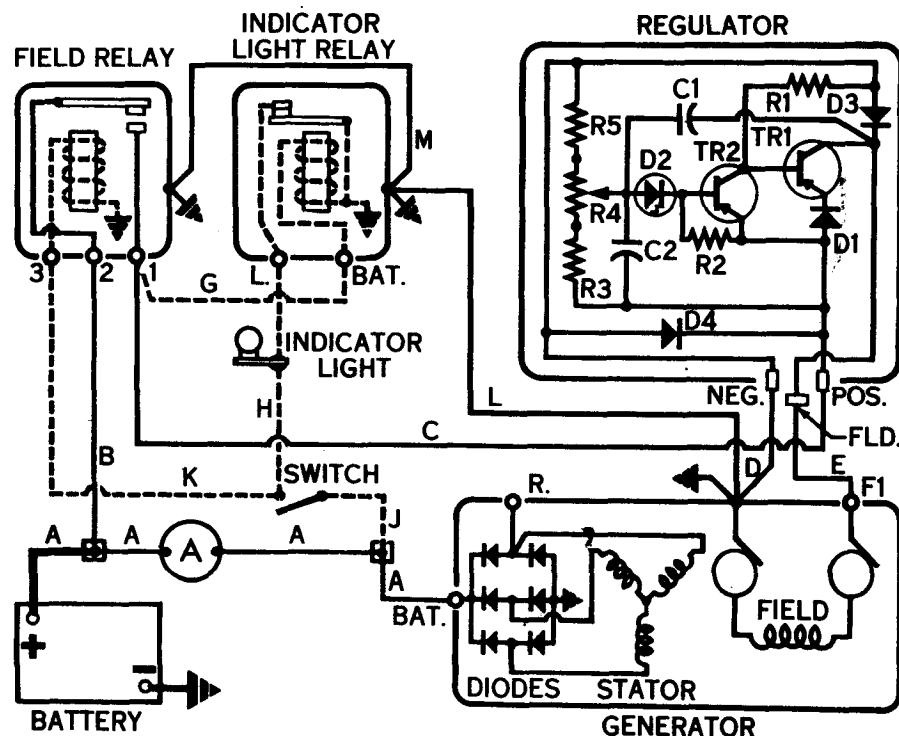 INDICATOR
LIGHT RELAY
REGULATOR
FIELD RELAY
M
C1
R1
D3
R5
TR1
D2
TR2
R4
C2
R2
D1
R3
3
2
1
L.
BAT.
G
D4
INDICATOR
LIGHT
NEG.
POS.
L
H
C
FLD.
B
K
SWITCH
D
E
R.
F1
J
A
A
A
A
A
BAT.
FIELD
+
−
DIODES
STATOR
BATTERY
GENERATOR